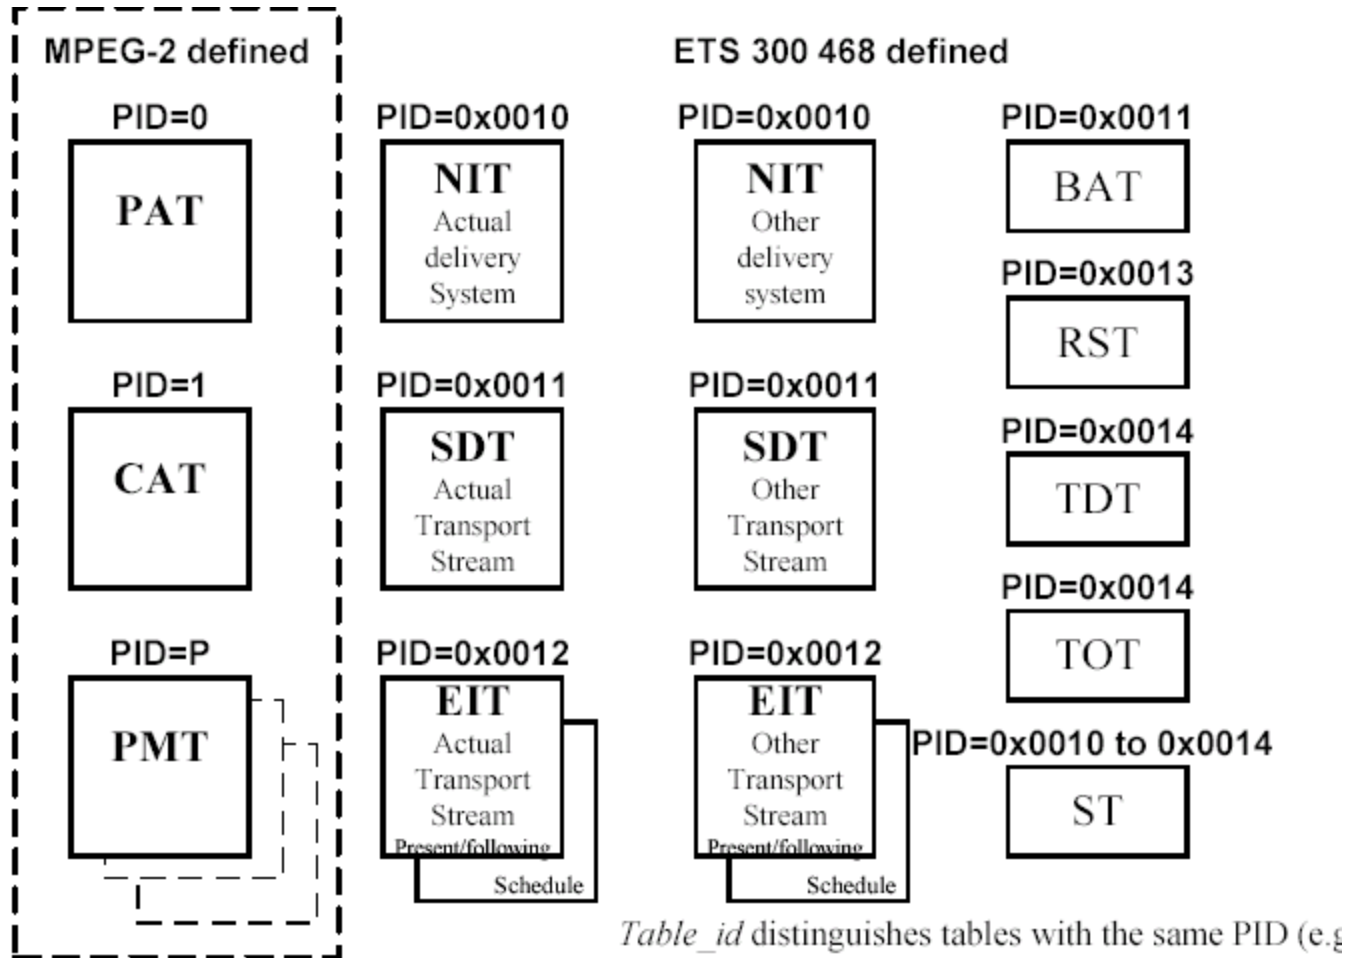 MPEG-2 defined
ETS 300 468 defined
PID=0
PAT
PID=1
CAT
PID=P
PMT
PID=0x0010
NIT
Actual
delivery
System
PID=0x0011
SDT
Actual
Transport
Stream
PID=0x0012
EIT
Actual
Transport
Stream
Present/following
Schedule
PID=0x0010
NIT
Other
delivery
system
PID=0x0011
SDT
Other
Transport
Stream
PID=0x0012
EIT
Other
Transport
Stream
Present/following
Schedule
PID=0x0011
BAT
PID=0x0013
RST
PID=0x0014
TDT
PID=0x0014
TOT
PID=0x0010 to 0x0014
ST
Table_id distinguishes tables with the same PID (e.g